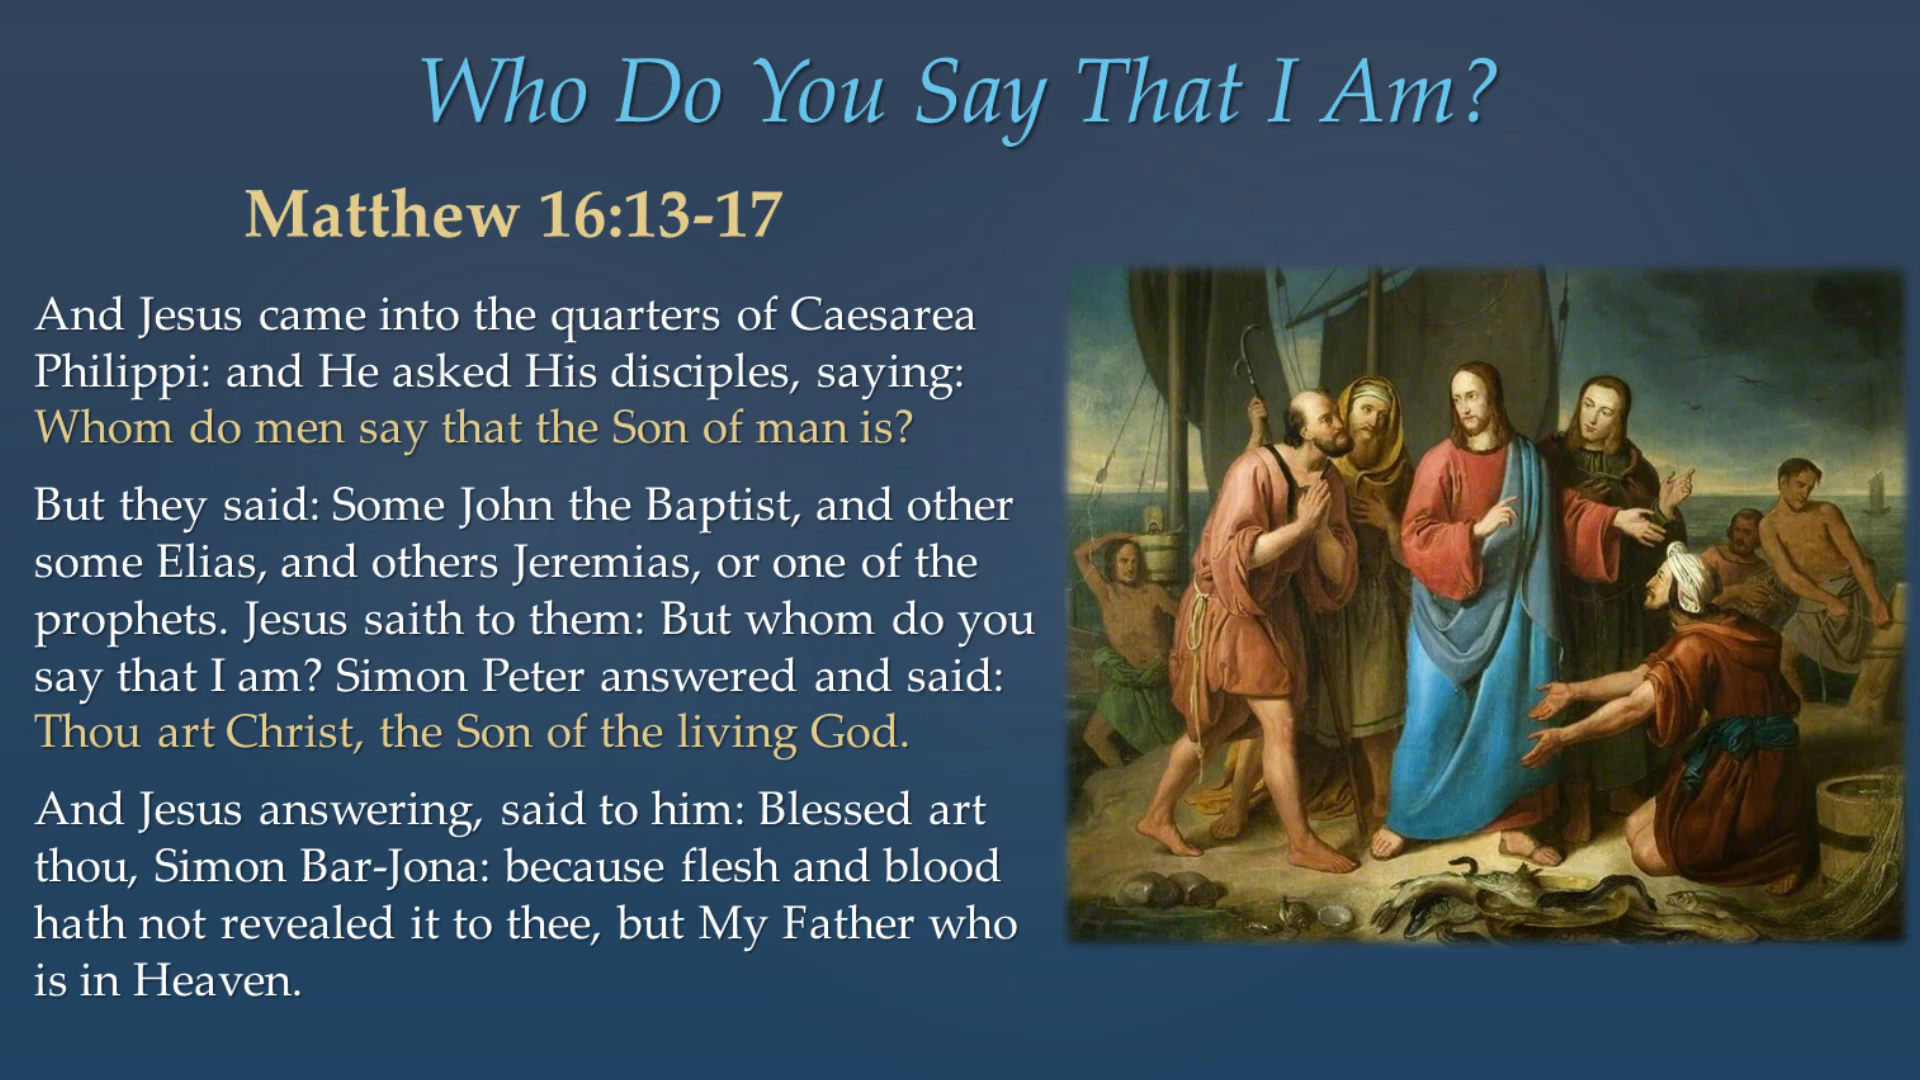 Who Do You Say That I Am?
Matthew 16:13-17
And Jesus came into the quarters of Caesarea
Philippi: and He asked His disciples, saying:
Whom do men say that the Son of man is?
But they said: Some John the Baptist, and other
some Elias, and others Jeremias, or one of the
prophets. Jesus saith to them: But whom do you
say that I am? Simon Peter answered and said:
Thou art Christ, the Son of the living God.
And Jesus answering, said to him: Blessed art
thou, Simon Bar-Jona: because flesh and blood
hath not revealed it to thee, but My Father who
is in Heaven.